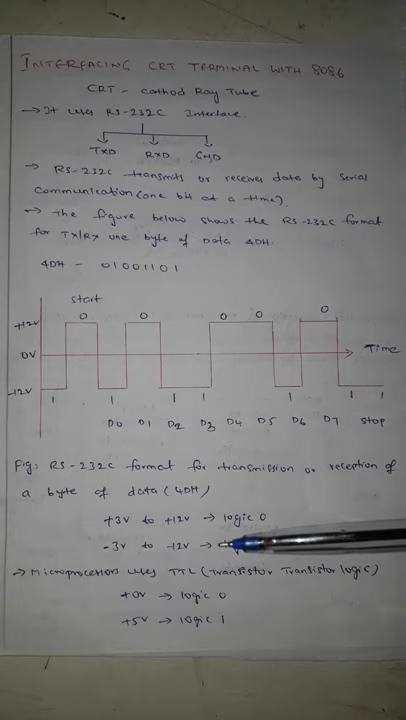 INTERFACING CRT TERMINAL WITH 8086
CRT - cathod Ray Tube
→ It uses RS-232C Interface.
TXD RXD GND
→ RS-232C transmits or receives data by serial
communication (one bit at a time).
→ The figure below shows the RS-232C format
for Tx/Rx one byte of Data 4DH.
4DH - 01001101
start
+12V 0 0 0 0 0
0V Time
-12V 1 1 1 1 1 1 1
D0 D1 D2 D3 D4 D5 D6 D7 stop
Fig: RS-232C format for transmission or reception of
a byte of data (4DH)
+3V to +12V → logic 0
-3V to -12V →
→ Microprocessors uses TTL (Transistor Transistor logic)
+0V → logic 0
+5V → logic 1